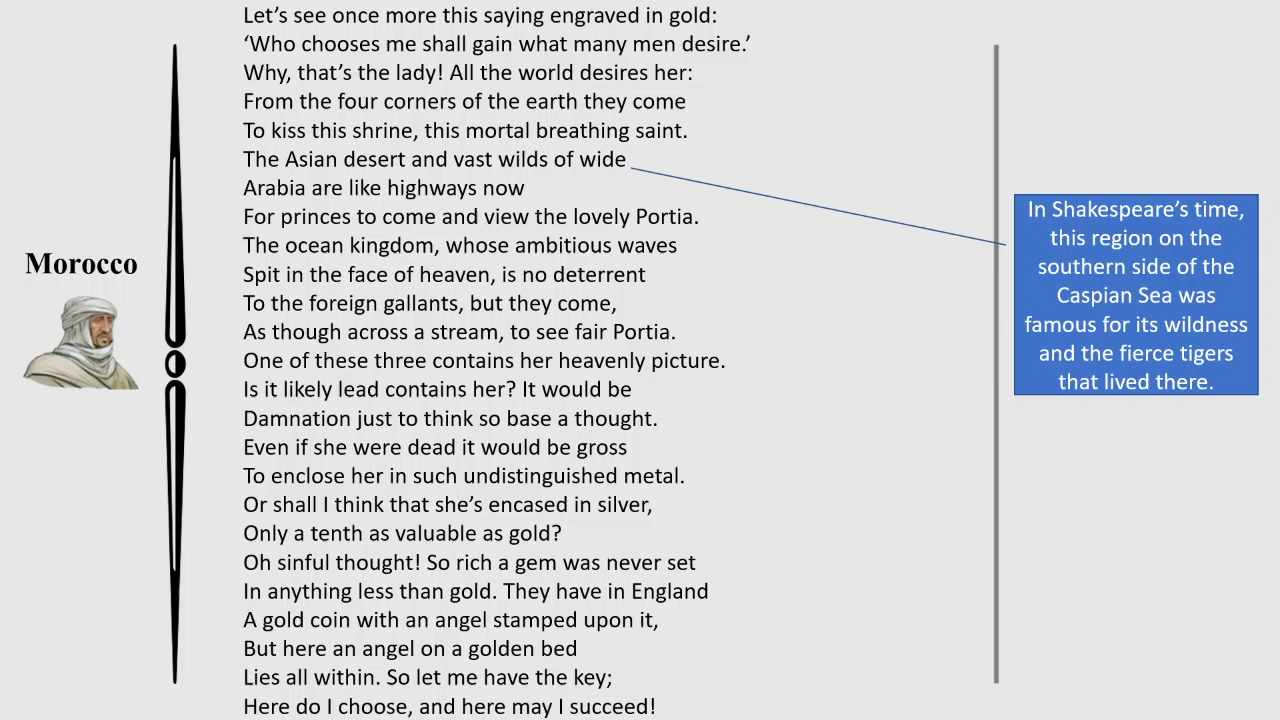 Let’s see once more this saying engraved in gold:
‘Who chooses me shall gain what many men desire.’
Why, that’s the lady! All the world desires her:
From the four corners of the earth they come
To kiss this shrine, this mortal breathing saint.
The Asian desert and vast wilds of wide
Arabia are like highways now
For princes to come and view the lovely Portia.
The ocean kingdom, whose ambitious waves
Spit in the face of heaven, is no deterrent
To the foreign gallants, but they come,
As though across a stream, to see fair Portia.
One of these three contains her heavenly picture.
Is it likely lead contains her? It would be
Damnation just to think so base a thought.
Even if she were dead it would be gross
To enclose her in such undistinguished metal.
Or shall I think that she’s encased in silver,
Only a tenth as valuable as gold?
Oh sinful thought! So rich a gem was never set
In anything less than gold. They have in England
A gold coin with an angel stamped upon it,
But here an angel on a golden bed
Lies all within. So let me have the key;
Here do I choose, and here may I succeed!
Morocco
In Shakespeare’s time,
this region on the
southern side of the
Caspian Sea was
famous for its wildness
and the fierce tigers
that lived there.